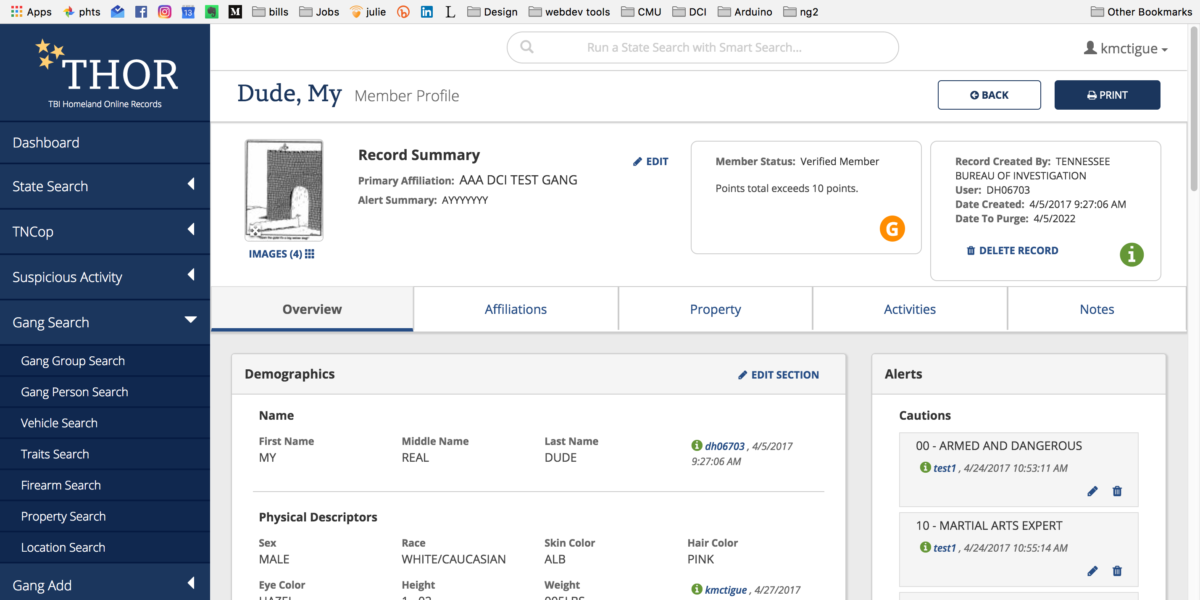 Apps phts 13 M bills Jobs julie L Design webdev tools CMU DCI Arduino ng2 Other Bookmarks
THOR
TBI Homeland Online Records
Run a State Search with Smart Search...
kmctigue
Dude, My Member Profile
BACK
PRINT
Dashboard
State Search
TNCop
Suspicious Activity
Gang Search
Gang Group Search
Gang Person Search
Vehicle Search
Traits Search
Firearm Search
Property Search
Location Search
Gang Add
IMAGES (4)
Record Summary
EDIT
Primary Affiliation: AAA DCI TEST GANG
Alert Summary: AYYYYYY
Member Status: Verified Member
Points total exceeds 10 points.
G
Record Created By: TENNESSEE
BUREAU OF INVESTIGATION
User: DH06703
Date Created: 4/5/2017 9:27:06 AM
Date To Purge: 4/5/2022
DELETE RECORD
Overview Affiliations Property Activities Notes
Demographics
EDIT SECTION
Name
First Name Middle Name Last Name
MY REAL DUDE
dh06703 , 4/5/2017
9:27:06 AM
Physical Descriptors
Sex Race Skin Color Hair Color
MALE WHITE/CAUCASIAN ALB PINK
Eye Color Height Weight
kmctigue , 4/27/2017
Alerts
Cautions
00 - ARMED AND DANGEROUS
test1 , 4/24/2017 10:53:11 AM
10 - MARTIAL ARTS EXPERT
test1 , 4/24/2017 10:55:14 AM